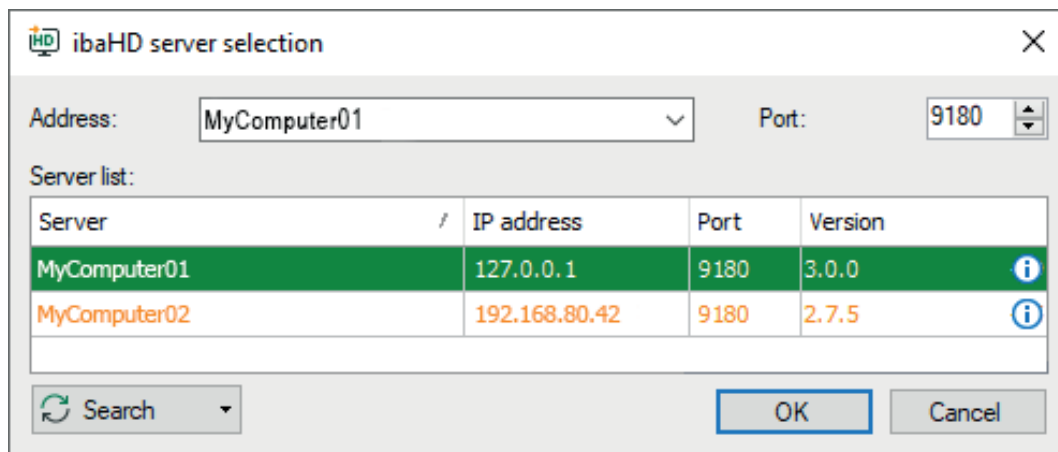 HD ibaHD server selection
Address: MyComputer01 Port: 9180
Server list:
Server / IP address Port Version
MyComputer01 127.0.0.1 9180 3.0.0
MyComputer02 192.168.80.42 9180 2.7.5
Search OK Cancel